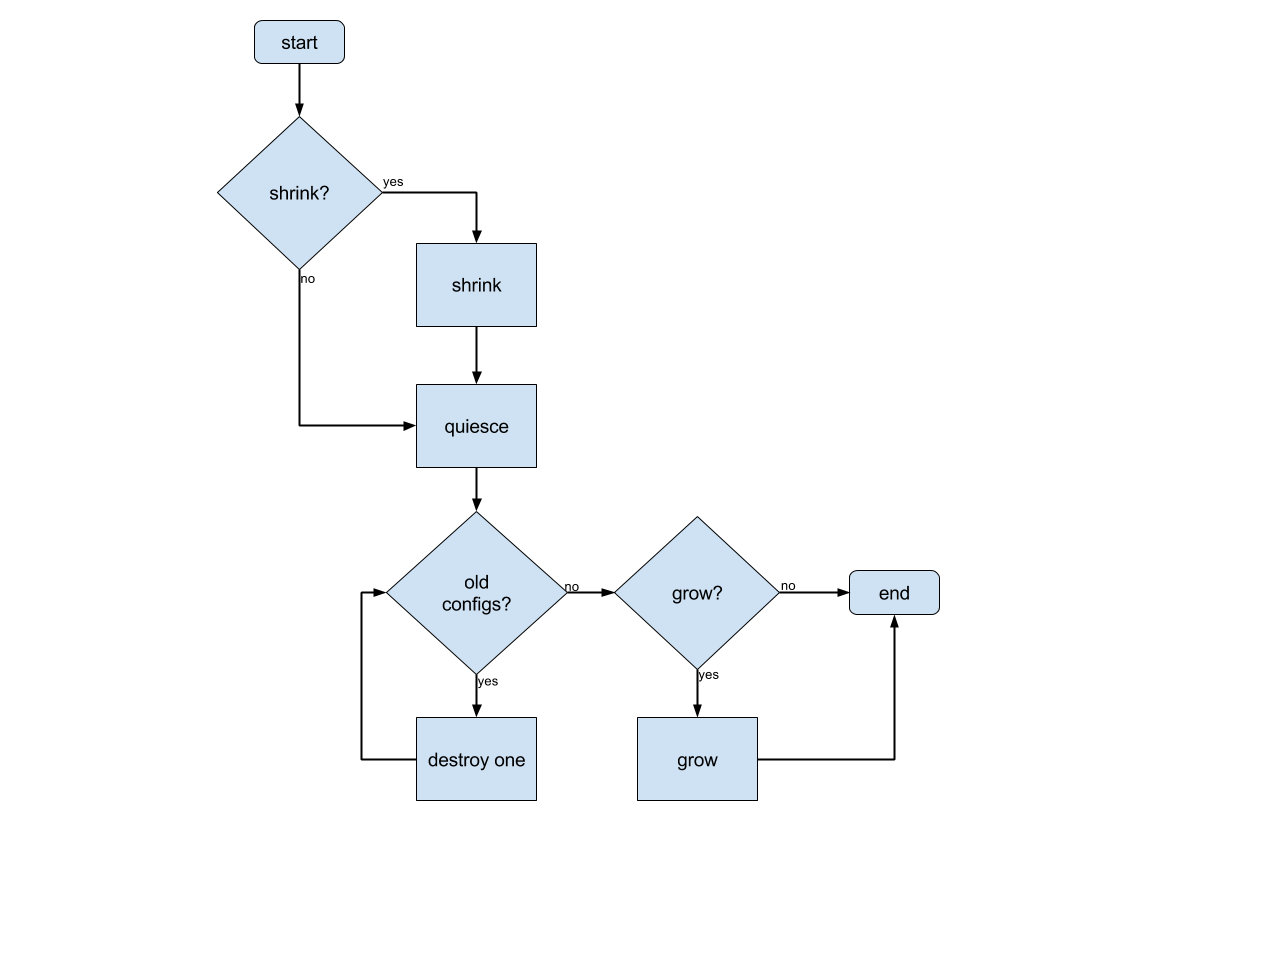 start
shrink?
yes
no
shrink
quiesce
old
configs?
no
grow?
no
end
yes
yes
destroy one
grow